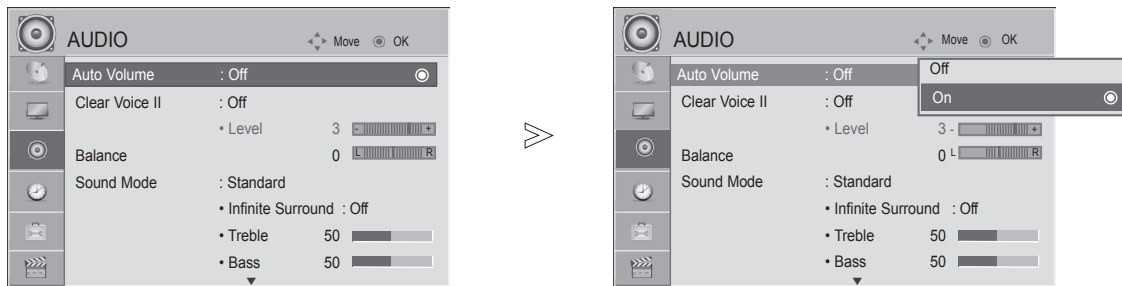 AUDIO Move OK
Auto Volume : Off
Clear Voice II : Off
• Level 3 - +
Balance 0 L R
Sound Mode : Standard
• Infinite Surround : Off
• Treble 50
• Bass 50
AUDIO Move OK
Auto Volume : Off
Off
On
Clear Voice II : Off
• Level 3 - +
Balance 0 L R
Sound Mode : Standard
• Infinite Surround : Off
• Treble 50
• Bass 50